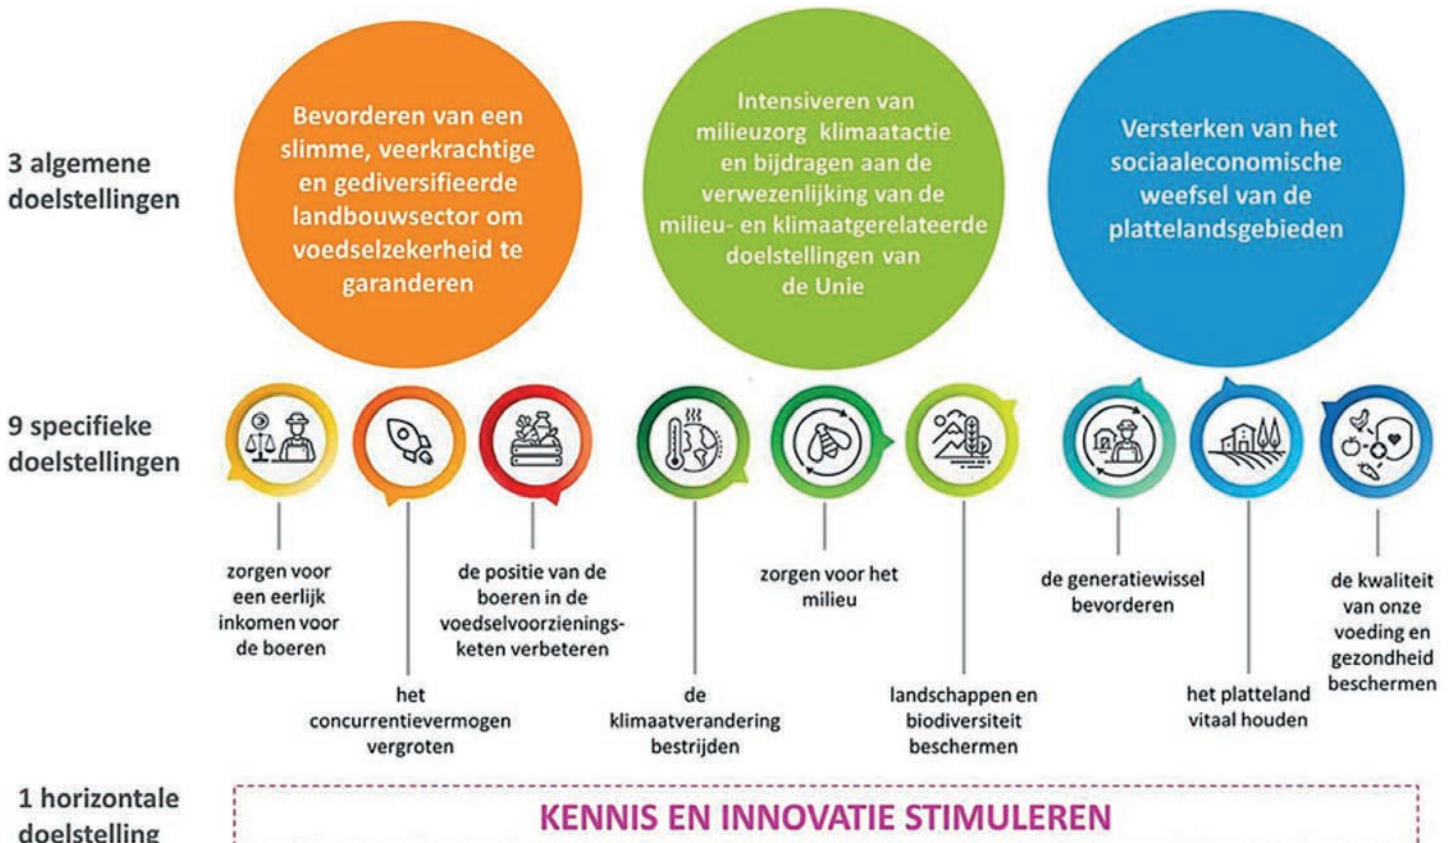 3 algemene
doelstellingen
Bevorderen van een
slimme, veerkrachtige
en gediversifieerde
landbouwsector om
voedselzekerheid te
garanderen
Intensiveren van
milieuzorg klimaatactie
en bijdragen aan de
verwezenlijking van de
milieu- en klimaatgerelateerde
doelstellingen van
de Unie
Versterken van het
sociaaleconomische
weefsel van de
plattelandsgebieden
9 specifieke
doelstellingen
zorgen voor
een eerlijk
inkomen voor
de boeren
het
concurrentievermogen
vergroten
de positie van de
boeren in de
voedselvoorzienings-
keten verbeteren
de
klimaatverandering
bestrijden
zorgen voor het
milieu
landschappen en
biodiversiteit
beschermen
de generatiewissel
bevorderen
het platteland
vitaal houden
de kwaliteit
van onze
voeding en
gezondheid
beschermen
1 horizontale
doelstelling
KENNIS EN INNOVATIE STIMULEREN